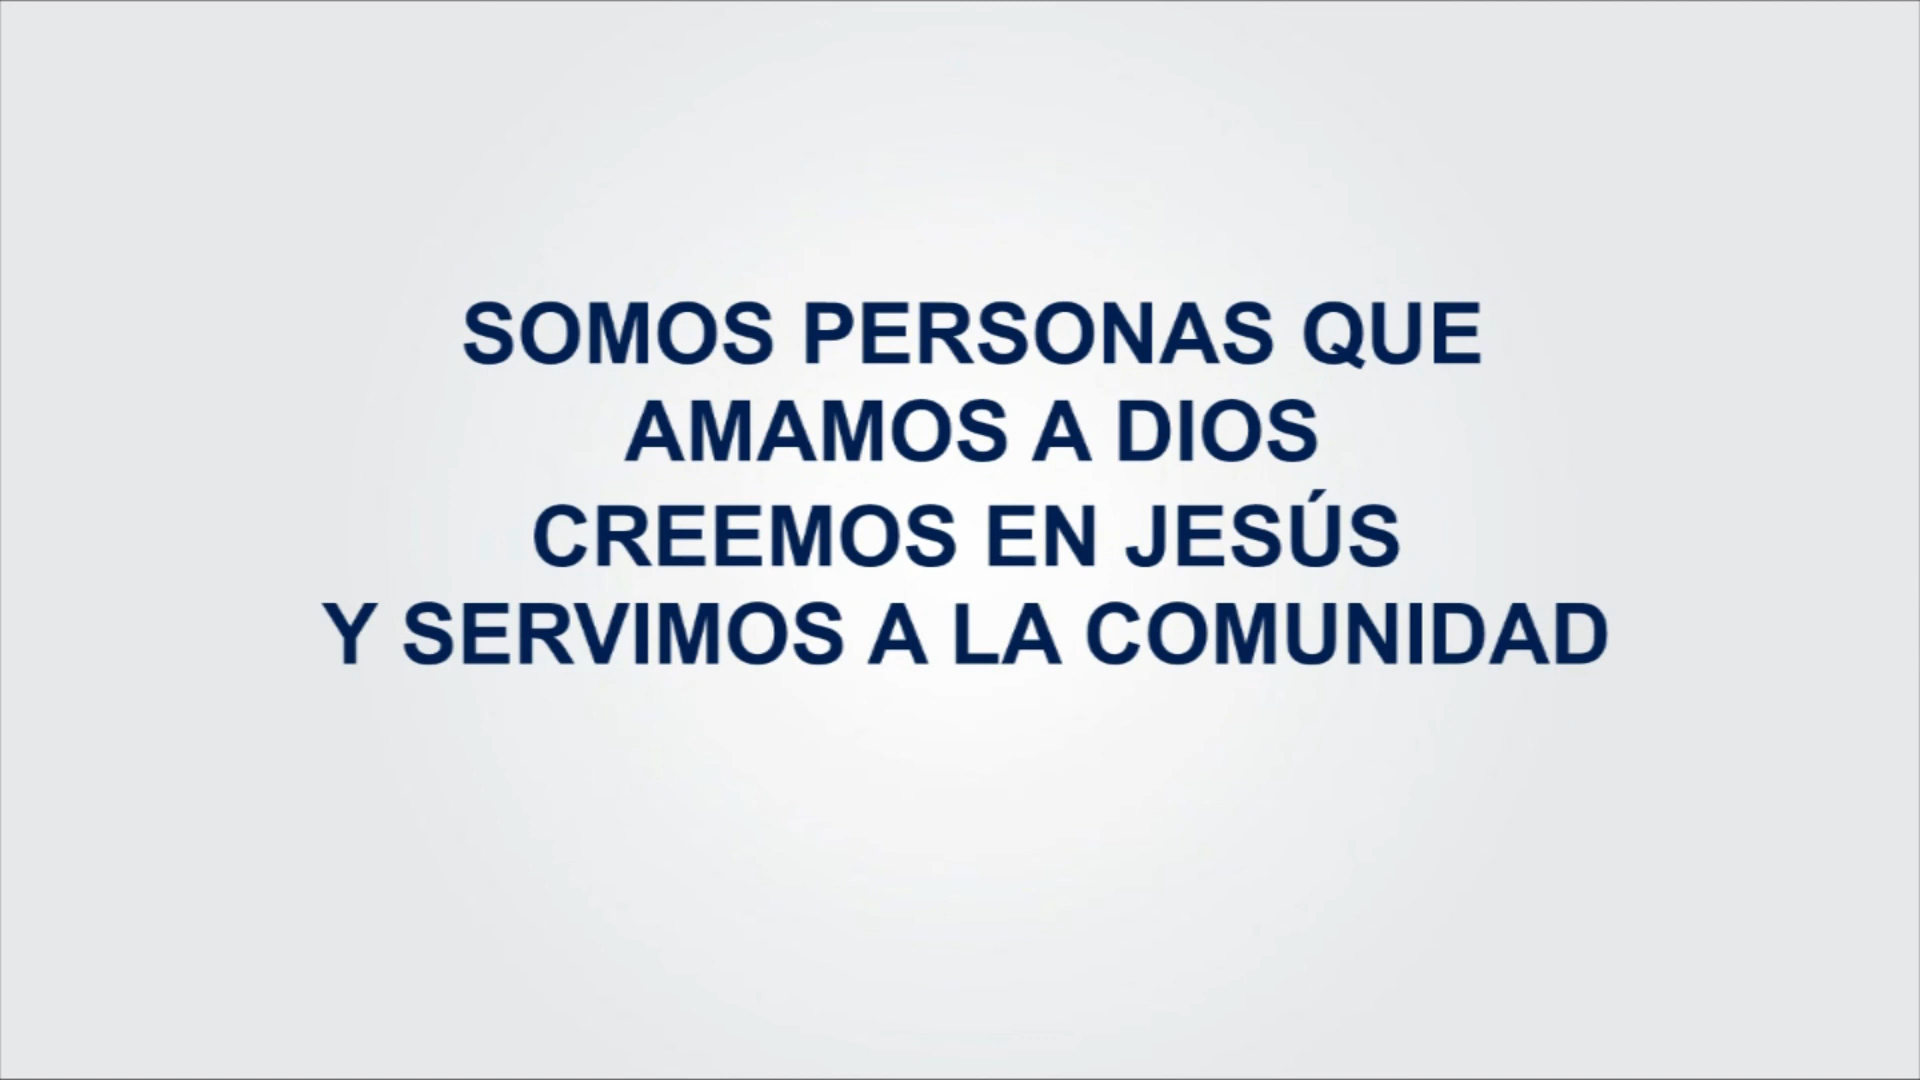 SOMOS PERSONAS QUE
AMAMOS A DIOS
CREEMOS EN JESÚS
Y SERVIMOS A LA COMUNIDAD